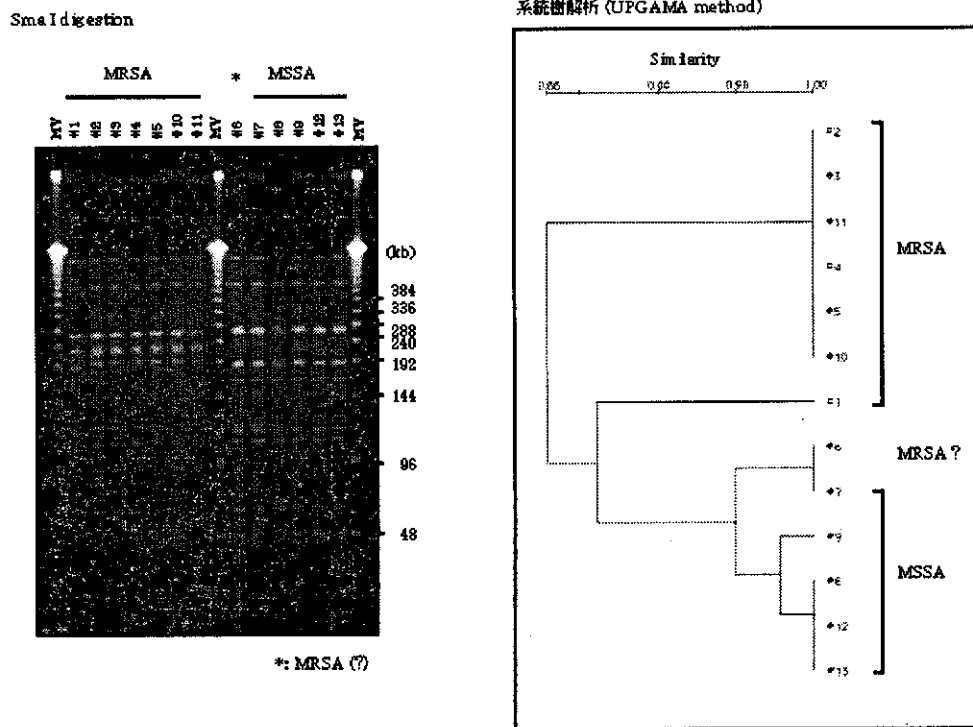 Sma I digestion
MRSA * MSSA
MV #1 #2 #3 #4 #5 #10 #11 MV #6 #7 #8 #9 #12 #13 MV
(kb)
384
336
288
240
192
144
96
48
*: MRSA (?)
系統樹解析 (UPGAMA method)
Similarity
1.00
#2
#3
#11
#4
#5
#10
MRSA
#1
#6
MRSA ?
#7
#9
#8
MSSA
#12
#13